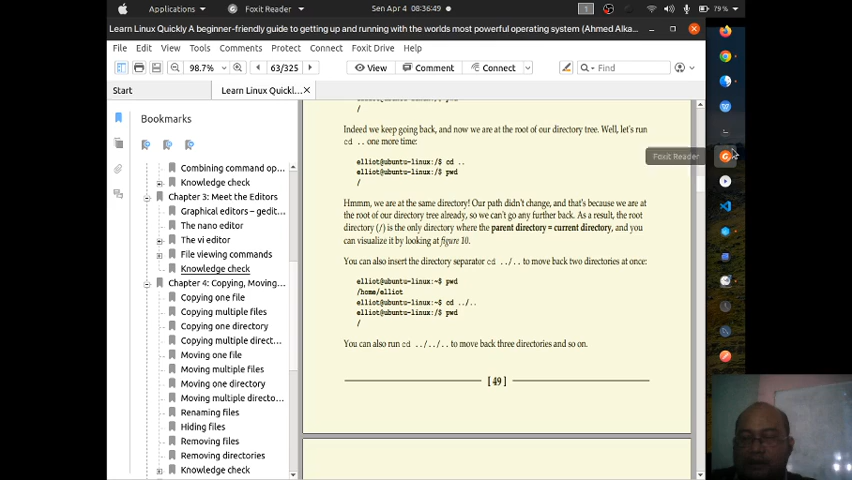 Applications
Foxit Reader
Sen Apr 4 08:36:49
1
79%
Learn Linux Quickly A beginner-friendly guide to getting up and running with the worlds most powerful operating system (Ahmed Alka...
File Edit View Tools Comments Protect Connect Foxit Drive Help
98.7% 63/325 View Comment Connect Find
Start Learn Linux Quickly...
Bookmarks
Combining command op...
Knowledge check
Chapter 3: Meet the Editors
Graphical editors – gedit...
The nano editor
The vi editor
File viewing commands
Knowledge check
Chapter 4: Copying, Moving...
Copying one file
Copying multiple files
Copying one directory
Copying multiple direct...
Moving one file
Moving multiple files
Moving one directory
Moving multiple directo...
Renaming files
Hiding files
Removing files
Removing directories
Knowledge check
/
Indeed we keep going back, and now we are at the root of our directory tree. Well, let's run
cd .. one more time:
elliot@ubuntu-linux:/$ cd ..
elliot@ubuntu-linux:/$ pwd
/
Hmmm, we are at the same directory! Our path didn't change, and that's because we are at
the root of our directory tree already, so we can't go any further back. As a result, the root
directory (/) is the only directory where the parent directory = current directory, and you
can visualize it by looking at figure 10.
You can also insert the directory separator cd ../.. to move back two directories at once:
elliot@ubuntu-linux:~$ pwd
/home/elliot
elliot@ubuntu-linux:~$ cd ../..
elliot@ubuntu-linux:/$ pwd
/
You can also run cd ../../.. to move back three directories and so on.
[ 49 ]
Foxit Reader